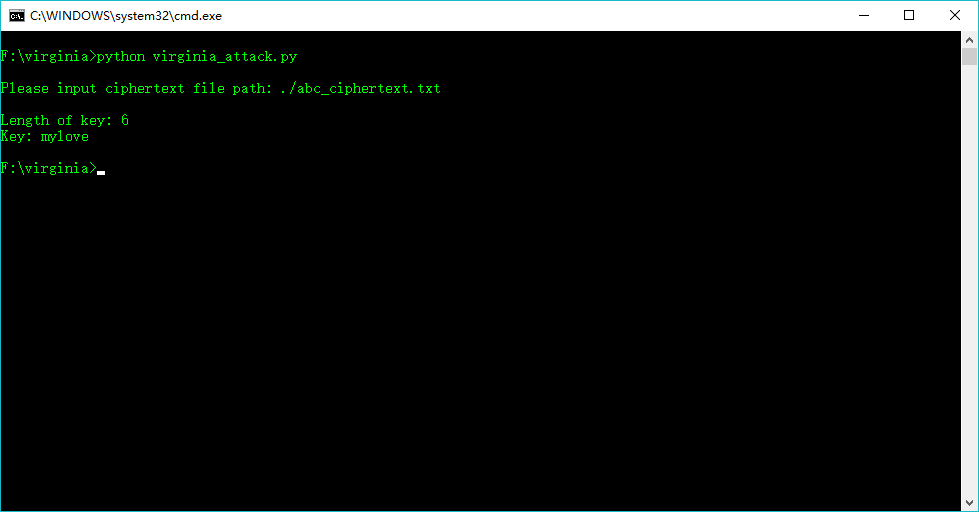 C:\WINDOWS\system32\cmd.exe
F:\virginia>python virginia_attack.py
Please input ciphertext file path: ./abc_ciphertext.txt
Length of key: 6
Key: mylove
F:\virginia>